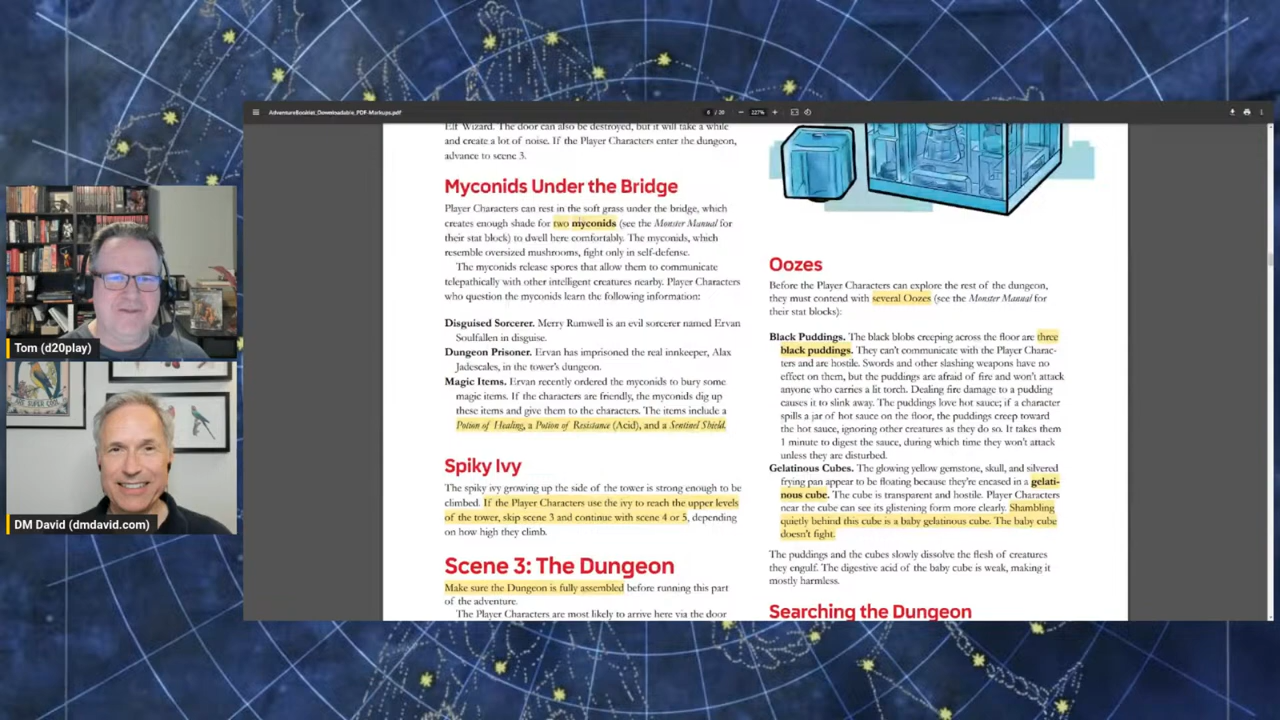 AdventureBooklet_Downloadable_PDF-Markups.pdf
6 / 20
227%
Elf Wizard. The door can also be destroyed, but it will take a while
and create a lot of noise. If the Player Characters enter the dungeon,
advance to scene 3.
Myconids Under the Bridge
Player Characters can rest in the soft grass under the bridge, which
creates enough shade for two myconids (see the Monster Manual for
their stat block) to dwell here comfortably. The myconids, which
resemble oversized mushrooms, fight only in self-defense.
The myconids release spores that allow them to communicate
telepathically with other intelligent creatures nearby. Player Characters
who question the myconids learn the following information:
Disguised Sorcerer. Merry Rumwell is an evil sorcerer named Ervan
Soulfallen in disguise.
Dungeon Prisoner. Ervan has imprisoned the real innkeeper, Alax
Jadescales, in the tower's dungeon.
Magic Items. Ervan recently ordered the myconids to bury some
magic items. If the characters are friendly, the myconids dig up
these items and give them to the characters. The items include a
Potion of Healing, a Potion of Resistance (Acid), and a Sentinel Shield.
Spiky Ivy
The spiky ivy growing up the side of the tower is strong enough to be
climbed. If the Player Characters use the ivy to reach the upper levels
of the tower, skip scene 3 and continue with scene 4 or 5, depending
on how high they climb.
Scene 3: The Dungeon
Make sure the Dungeon is fully assembled before running this part
of the adventure.
The Player Characters are most likely to arrive here via the door
Oozes
Before the Player Characters can explore the rest of the dungeon,
they must contend with several Oozes (see the Monster Manual for
their stat blocks):
Black Puddings. The black blobs creeping across the floor are three
black puddings. They can't communicate with the Player Charac-
ters and are hostile. Swords and other slashing weapons have no
effect on them, but the puddings are afraid of fire and won't attack
anyone who carries a lit torch. Dealing fire damage to a pudding
causes it to slink away. The puddings love hot sauce; if a character
spills a jar of hot sauce on the floor, the puddings creep toward
the hot sauce, ignoring other creatures as they do so. It takes them
1 minute to digest the sauce, during which time they won't attack
unless they are disturbed.
Gelatinous Cubes. The glowing yellow gemstone, skull, and silvered
frying pan appear to be floating because they're encased in a gelati-
nous cube. The cube is transparent and hostile. Player Characters
near the cube can see its glistening form more clearly. Shambling
quietly behind this cube is a baby gelatinous cube. The baby cube
doesn't fight.
The puddings and the cubes slowly dissolve the flesh of creatures
they engulf. The digestive acid of the baby cube is weak, making it
mostly harmless.
Searching the Dungeon
Tom (d20play)
DM David (dmdavid.com)